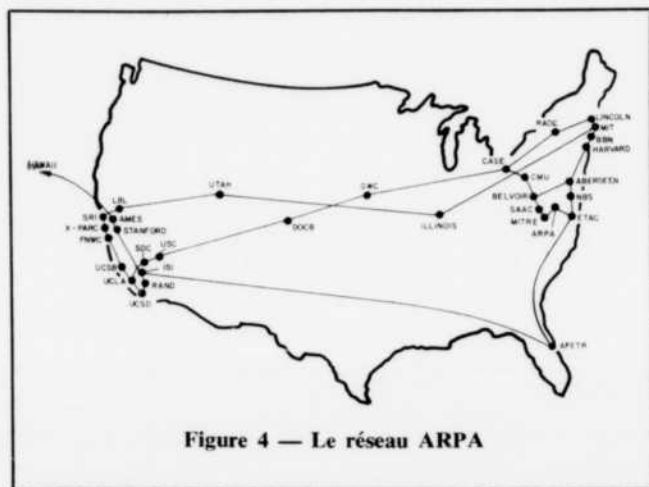 LINCOLN
RADC
MIT
BBN
HARVARD
CASE
CMU
HAWAII
ABERDEEN
UTAH
GWC
BELVOIR
NBS
LBL
SAAC
SRI
AMES
ILLINOIS
ETAC
X-PARC
STANFORD
DOCB
MITRE
FNWC
ARPA
SDC
USC
UCSB
ISI
UCLA
RAND
UCSD
AFETR
Figure 4 — Le réseau ARPA